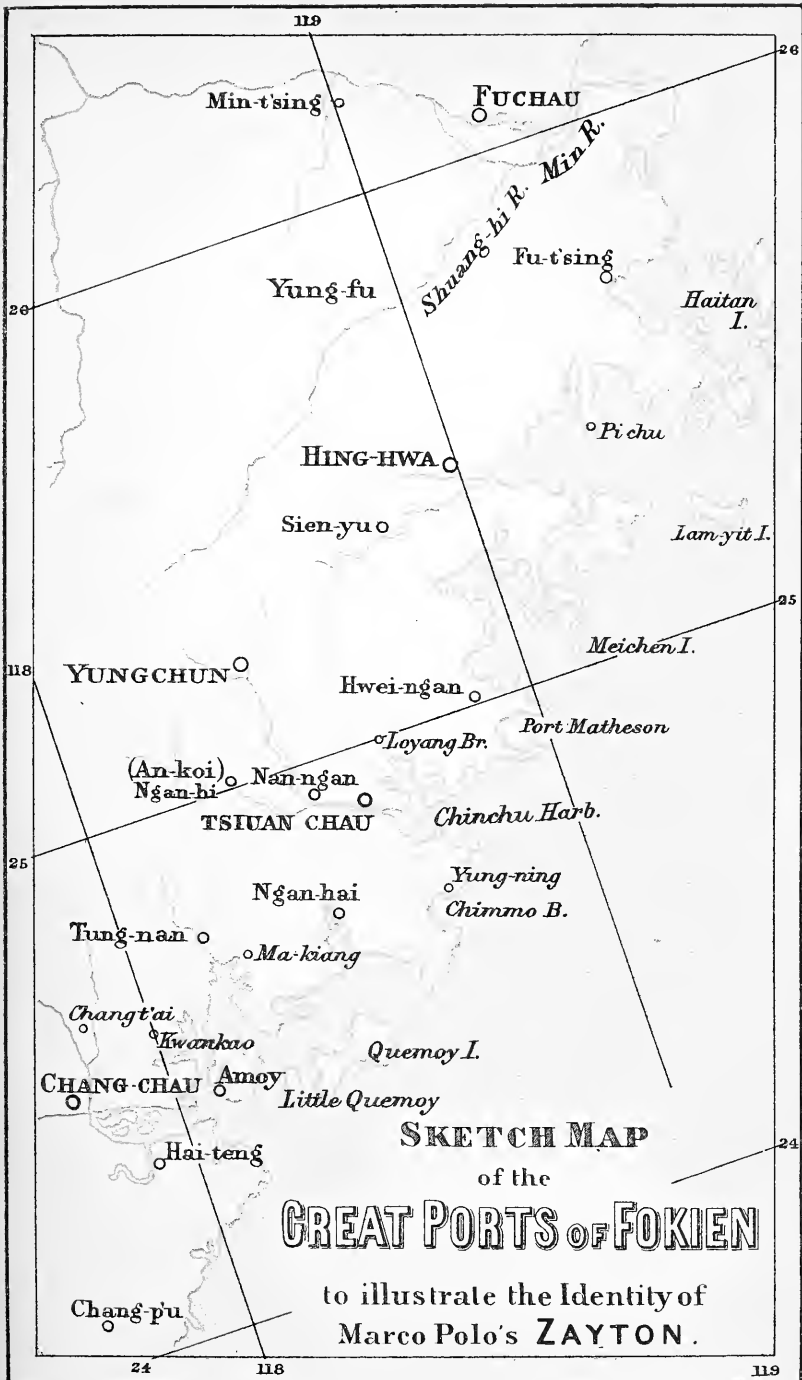 119
26
Min-t'sing
FUCHAU
Min R.
Shuang-hi R.
Fu-t'sing
Yung-fu
Haitan
I.
26
Pi chu
HING-HWA
Sien-yu
Lam-yit I.
25
Meichen I.
118
YUNGCHUN
Hwei-ngan
Port Matheson
Loyang Br.
(An-koi)
Ngan-hi
Nan-ngan
TSIUAN CHAU
Chinchu Harb.
25
Yung-ning
Ngan-hai
Chimmo B.
Tung-nan
Ma-kiang
Chang t'ai
Kwankao
Quemoy I.
CHANG-CHAU
Amoy
Little Quemoy
Hai-teng
24
SKETCH MAP
of the
GREAT PORTS OF FOKIEN
to illustrate the Identity of
Marco Polo's ZAYTON.
Chang-p'u
24
118
119